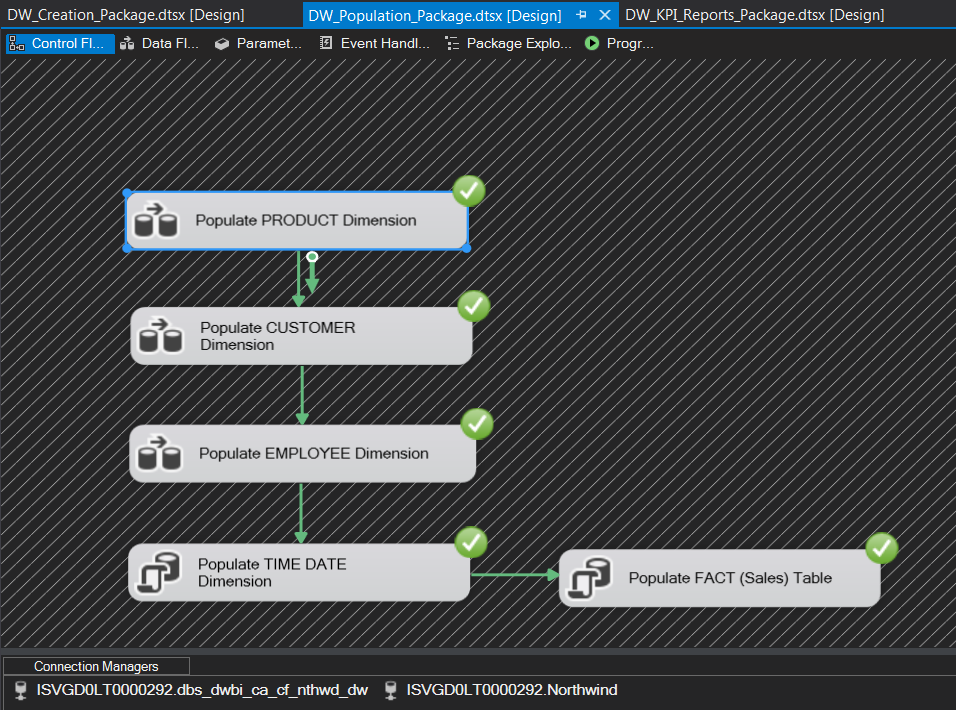 DW_Creation_Package.dtsx [Design]
DW_Population_Package.dtsx [Design]
DW_KPI_Reports_Package.dtsx [Design]
Control Fl...
Data Fl...
Paramet...
Event Handl...
Package Explo...
Progr...
Populate PRODUCT Dimension
Populate CUSTOMER
Dimension
Populate EMPLOYEE Dimension
Populate TIME DATE
Dimension
Populate FACT (Sales) Table
Connection Managers
ISVGD0LT0000292.dbs_dwbi_ca_cf_nthwd_dw
ISVGD0LT0000292.Northwind